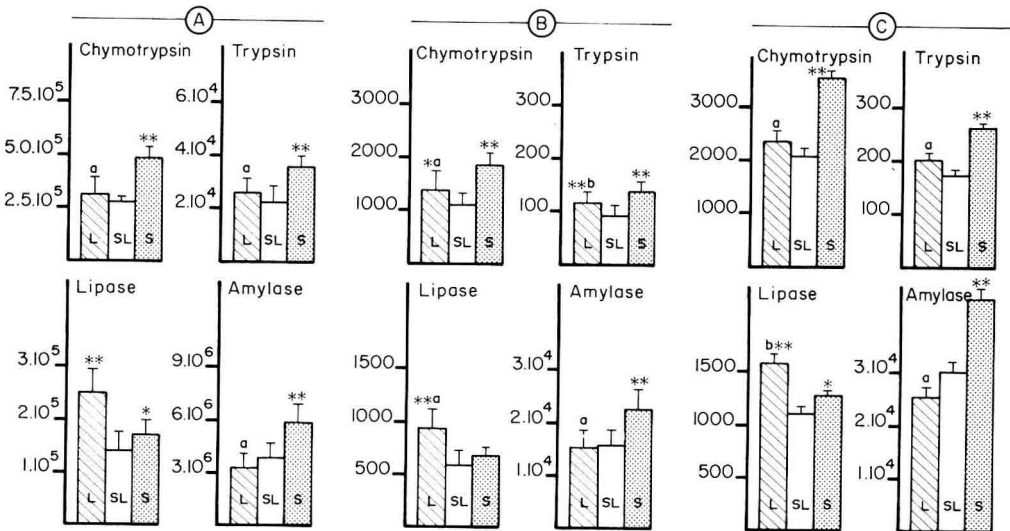 A
B
C
Chymotrypsin Trypsin
7.5.10⁵
5.0.10⁵
2.5.10⁵
a
**
L SL S
6.10⁴
4.10⁴
2.10⁴
a
**
Chymotrypsin Trypsin
3000
2000
1000
*a
**
L SL S
300
200
100
**b
**
Chymotrypsin Trypsin
3000
2000
1000
a
**
L SL S
300
200
100
a
**
Lipase Amylase
3.10⁵
2.10⁵
1.10⁵
**
*
L SL S
9.10⁶
6.10⁶
3.10⁶
a
**
L SL S
Lipase Amylase
1500
1000
500
**a
L SL S
3.10⁴
2.10⁴
1.10⁴
a
**
L SL S
Lipase Amylase
1500
1000
500
b**
*
L SL S
3.10⁴
2.10⁴
1.10⁴
a
**
L SL S